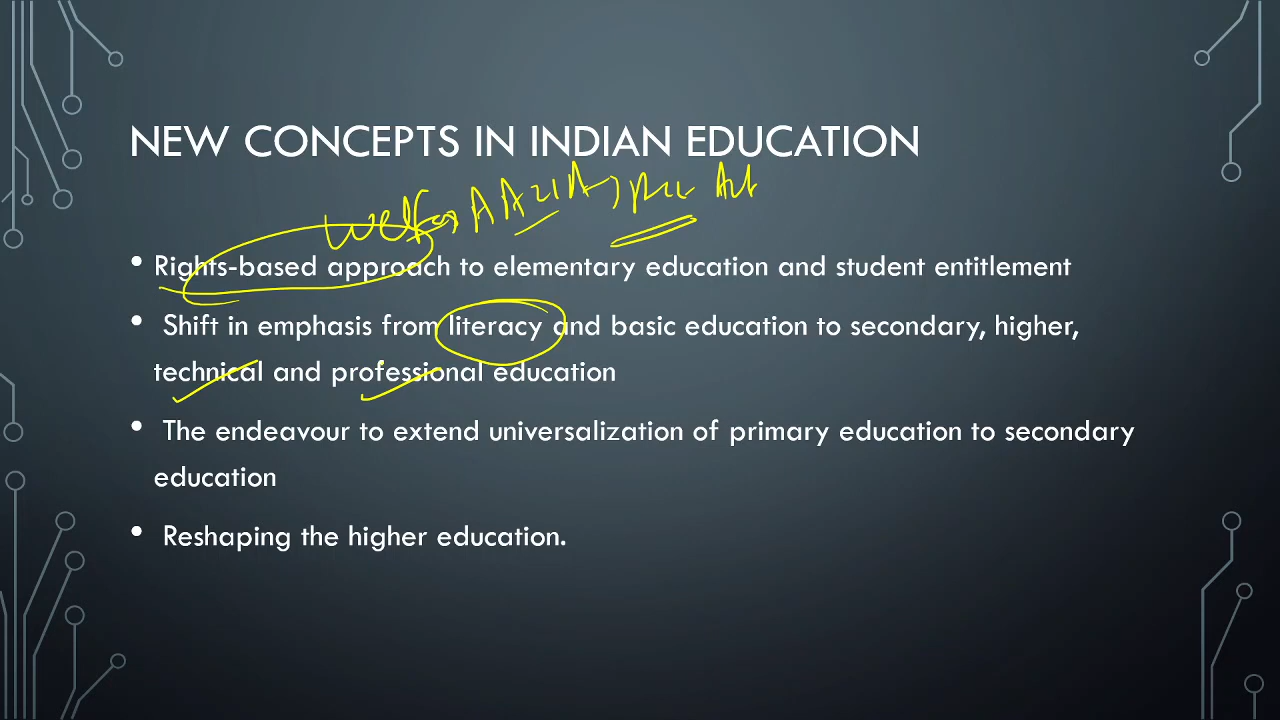 NEW CONCEPTS IN INDIAN EDUCATION
A A 21A, Act
• Rights-based approach to elementary education and student entitlement
• Shift in emphasis from literacy and basic education to secondary, higher,
technical and professional education
• The endeavour to extend universalization of primary education to secondary
education
• Reshaping the higher education.